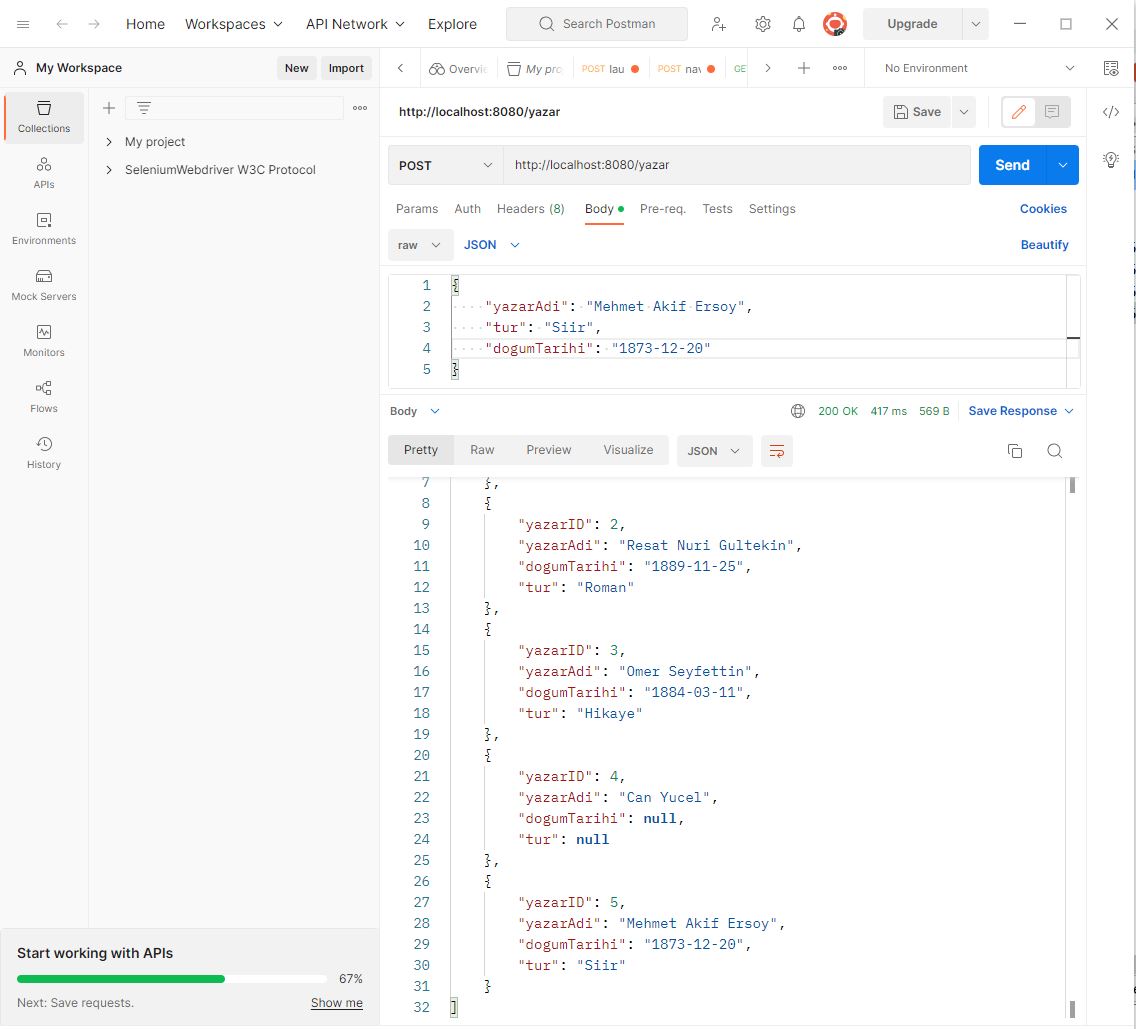 Home Workspaces API Network Explore Search Postman Upgrade
My Workspace New Import
Overvi My pro POST lau POST nav GE No Environment
Collections
APIs
Environments
Mock Servers
Monitors
Flows
History
My project
SeleniumWebdriver W3C Protocol
Start working with APIs
67%
Next: Save requests. Show me
http://localhost:8080/yazar Save
POST http://localhost:8080/yazar Send
Params Auth Headers (8) Body Pre-req. Tests Settings Cookies
raw JSON Beautify
1 {
2 "yazarAdi": "Mehmet Akif Ersoy",
3 "tur": "Siir",
4 "dogumTarihi": "1873-12-20"
5 }
Body 200 OK 417 ms 569 B Save Response
Pretty Raw Preview Visualize JSON
7 },
8 {
9 "yazarID": 2,
10 "yazarAdi": "Resat Nuri Gultekin",
11 "dogumTarihi": "1889-11-25",
12 "tur": "Roman"
13 },
14 {
15 "yazarID": 3,
16 "yazarAdi": "Omer Seyfettin",
17 "dogumTarihi": "1884-03-11",
18 "tur": "Hikaye"
19 },
20 {
21 "yazarID": 4,
22 "yazarAdi": "Can Yucel",
23 "dogumTarihi": null,
24 "tur": null
25 },
26 {
27 "yazarID": 5,
28 "yazarAdi": "Mehmet Akif Ersoy",
29 "dogumTarihi": "1873-12-20",
30 "tur": "Siir"
31 }
32 ]